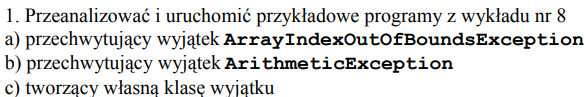 1. Przeanalizować i uruchomić przykładowe programy z wykładu nr 8
a) przechwytujący wyjątek ArrayIndexOutOfBoundsException
b) przechwytujący wyjątek ArithmeticException
c) tworzący własną klasę wyjątku